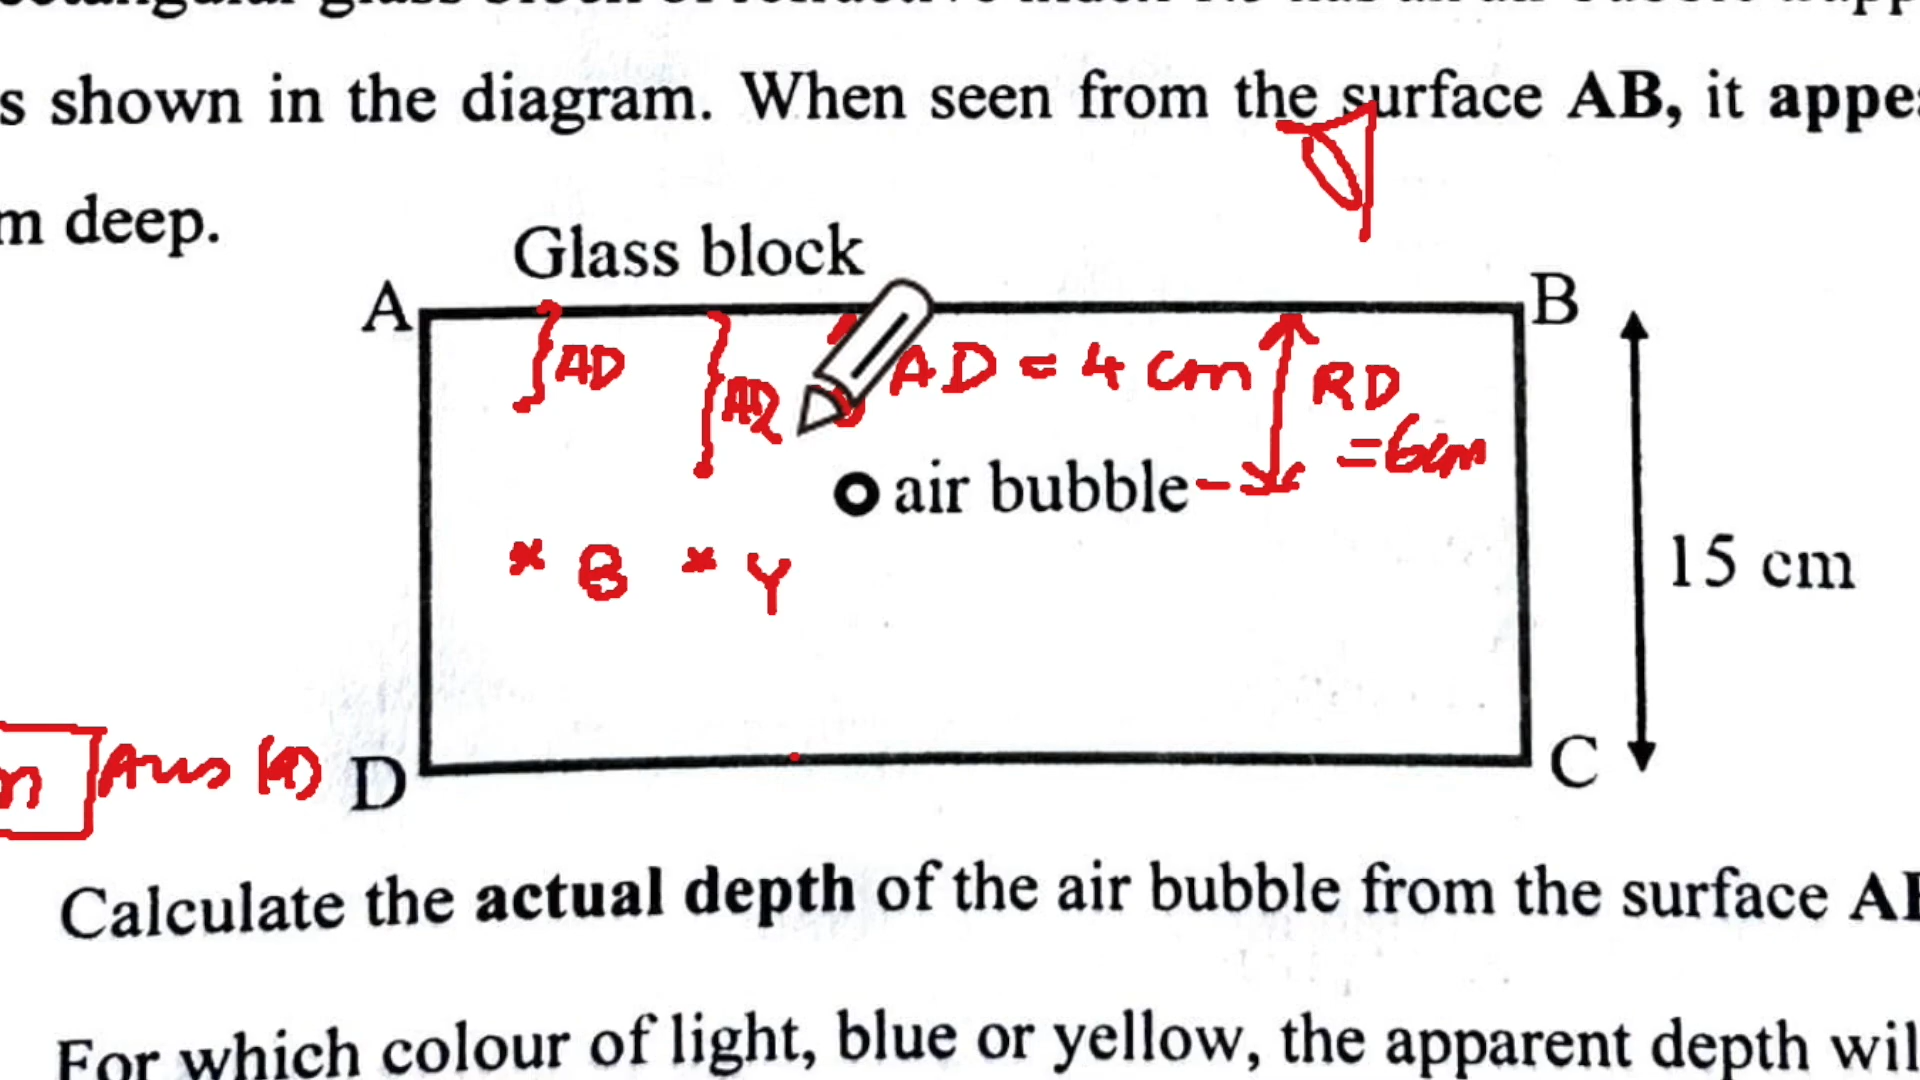 s shown in the diagram. When seen from the surface AB, it appe
m deep.
Glass block
A
B
AD
AD = 4 cm
RD
= 6cm
air bubble
15 cm
* B * Y
Ans (a)
D
C
Calculate the actual depth of the air bubble from the surface A
For which colour of light, blue or yellow, the apparent depth wil